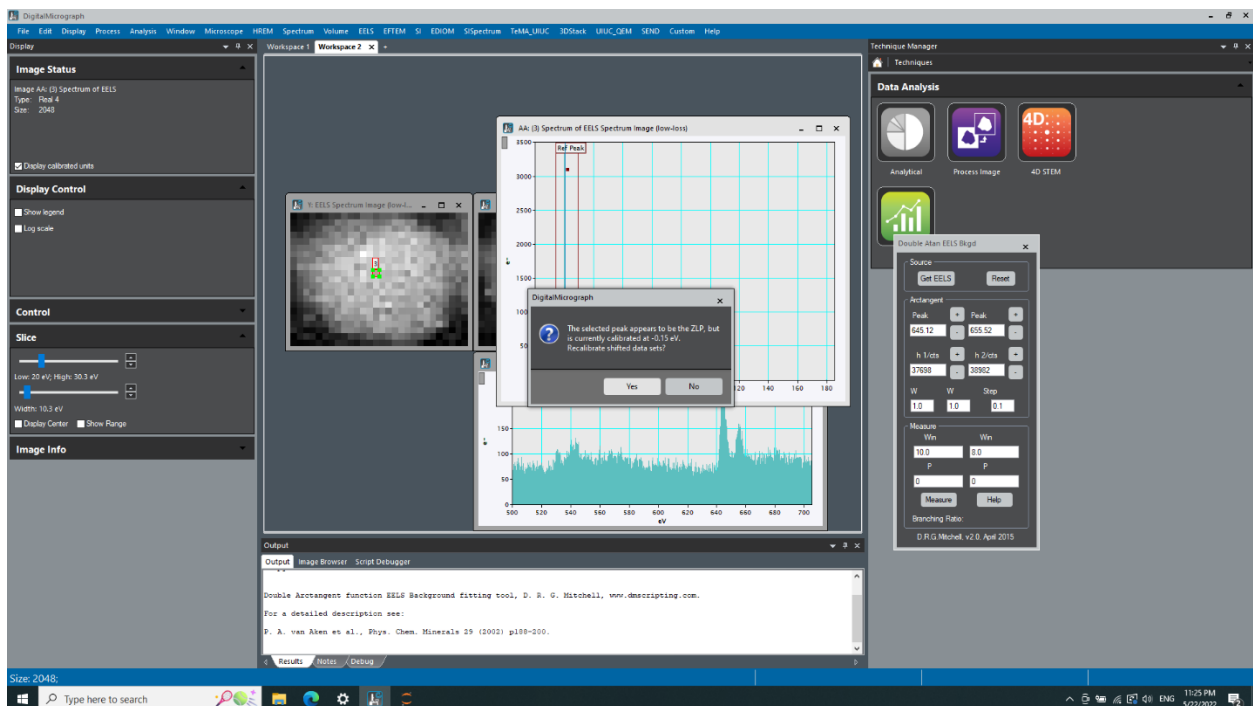 DigitalMicrograph
File Edit Display Process Analysis Window Microscope HREM Spectrum Volume EELS EFTEM SI EDIOM SISpectrum TeMA_UIUC 3DStack UIUC_QEM SEND Custom Help
Display
Image Status
Image AA: (3) Spectrum of EELS
Type: Real 4
Size: 2048
Display calibrated units
Display Control
Show legend
Log scale
Control
Slice
Low: 20 eV; High: 30.3 eV
Width: 10.3 eV
Display Center Show Range
Image Info
Workspace 1 Workspace 2 x +
1: EELS Spectrum Image (low-l...
3
AA: (3) Spectrum of EELS Spectrum Image (low-loss)
Ref Peak
3500
3000
2500
2000
1500
120 140 160 180
DigitalMicrograph
The selected peak appears to be the ZLP, but
is currently calibrated at -0.15 eV.
Recalibrate shifted data sets?
Yes No
150
100
50
0
500 520 540 560 580 600 620 640 660 680 700
eV
Output
Output Image Browser Script Debugger
Double Arctangent function EELS Background fitting tool, D. R. G. Mitchell, www.dmscripting.com.
For a detailed description see:
P. A. van Aken et al., Phys. Chem. Minerals 29 (2002) p188-200.
Results Notes Debug
Technique Manager
Techniques
Data Analysis
4D
Analytical Process Image 4D STEM
Double Atan EELS Bkgd
Source
Get EELS Reset
Arctangent
Peak + Peak +
645.12 - 655.52 -
h 1/cts + h 2/cts +
37698 - 38982 -
W W Step
1.0 1.0 0.1
Measure
Win Win
10.0 8.0
P P
0 0
Measure Help
Branching Ratio:
D.R.G.Mitchell, v2.0, April 2015
Size: 2048;
Type here to search
ENG
11:25 PM
5/22/2022